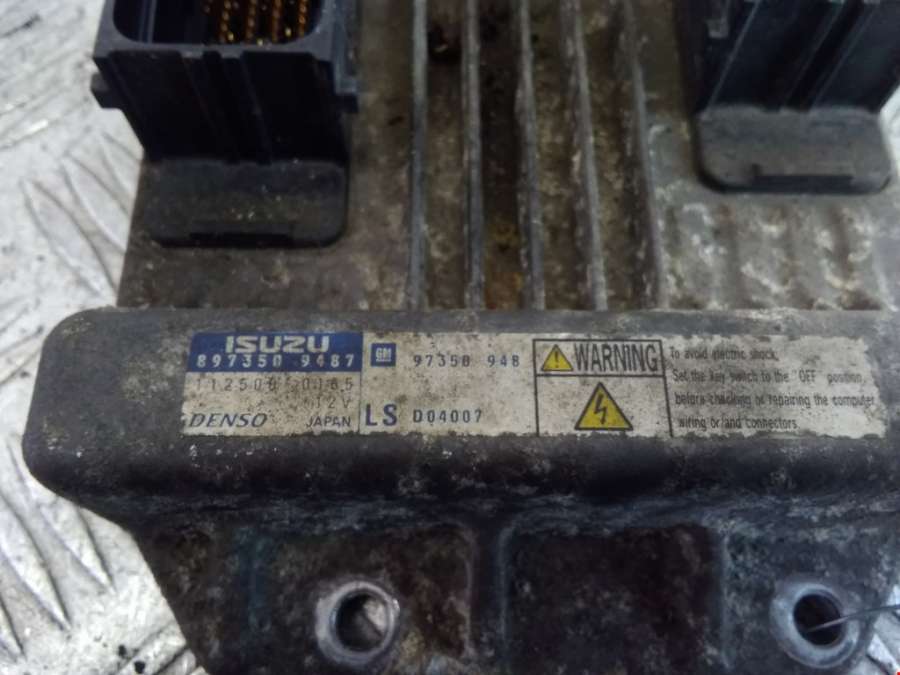 ISUZU
897350 9487
112500 0165
12V
DENSO JAPAN
GM 97350 948
LS D04007
WARNING
To avoid electric shock,
Set the key switch to the "OFF" position,
before checking or repairing the computer
wiring or/and connectors.